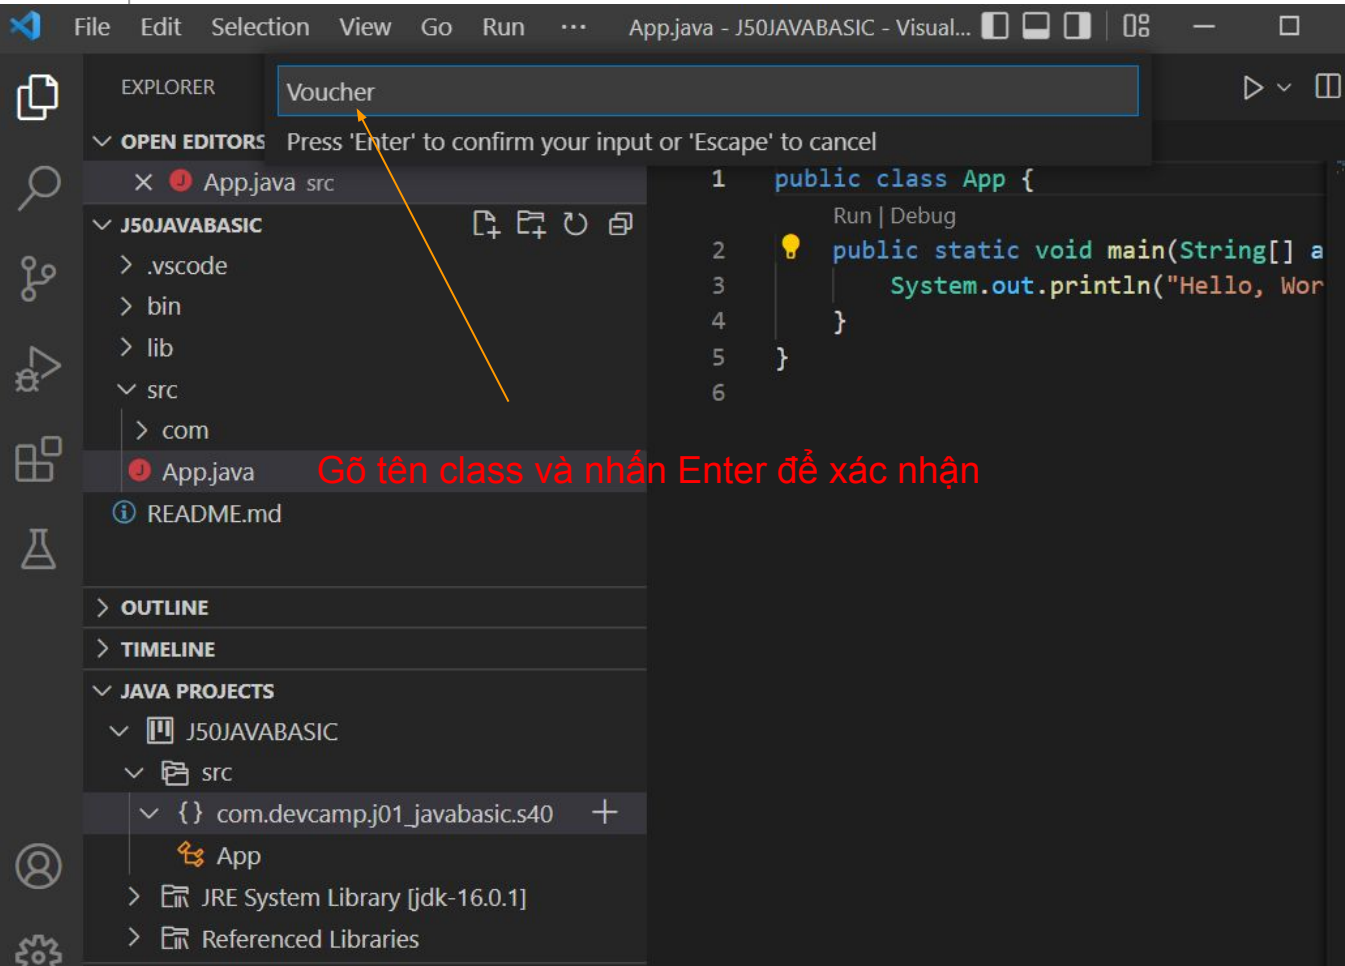 File Edit Selection View Go Run ··· App.java - J50JAVABASIC - Visual...
EXPLORER
Voucher
Press 'Enter' to confirm your input or 'Escape' to cancel
OPEN EDITORS
App.java src
J50JAVABASIC
.vscode
bin
lib
src
com
App.java
README.md
Gõ tên class và nhấn Enter để xác nhận
OUTLINE
TIMELINE
JAVA PROJECTS
J50JAVABASIC
src
{} com.devcamp.j01_javabasic.s40
App
JRE System Library [jdk-16.0.1]
Referenced Libraries
1 public class App {
Run | Debug
2 public static void main(String[] a
3 System.out.println("Hello, Wor
4 }
5 }
6